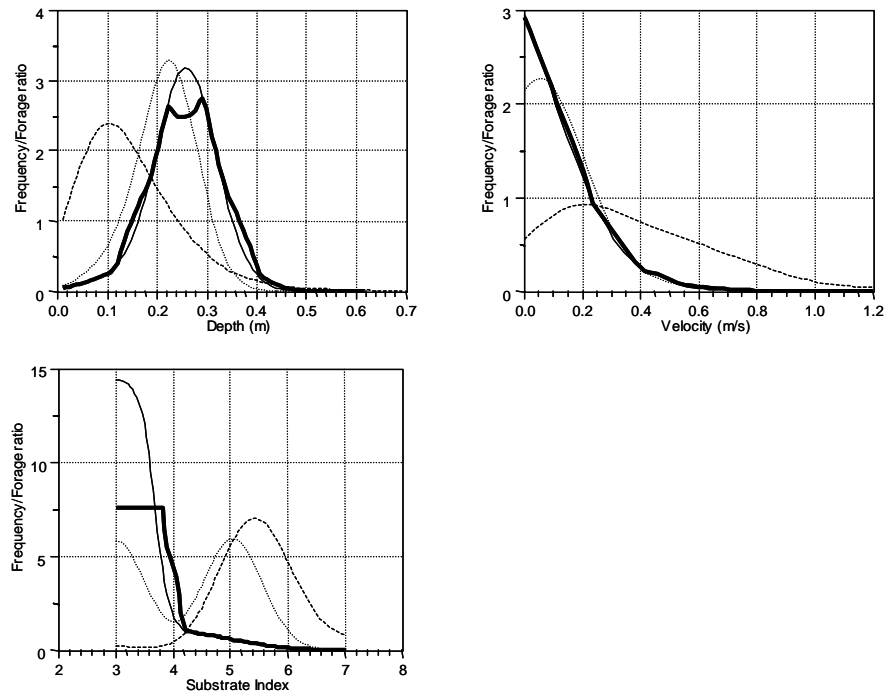 4
3
2
1
0
Frequency/Forage ratio
0.0 0.1 0.2 0.3 0.4 0.5 0.6 0.7
Depth (m)
3
2
1
0
Frequency/Forage ratio
0.0 0.2 0.4 0.6 0.8 1.0 1.2
Velocity (m/s)
15
10
5
0
Frequency/Forage ratio
2 3 4 5 6 7 8
Substrate Index